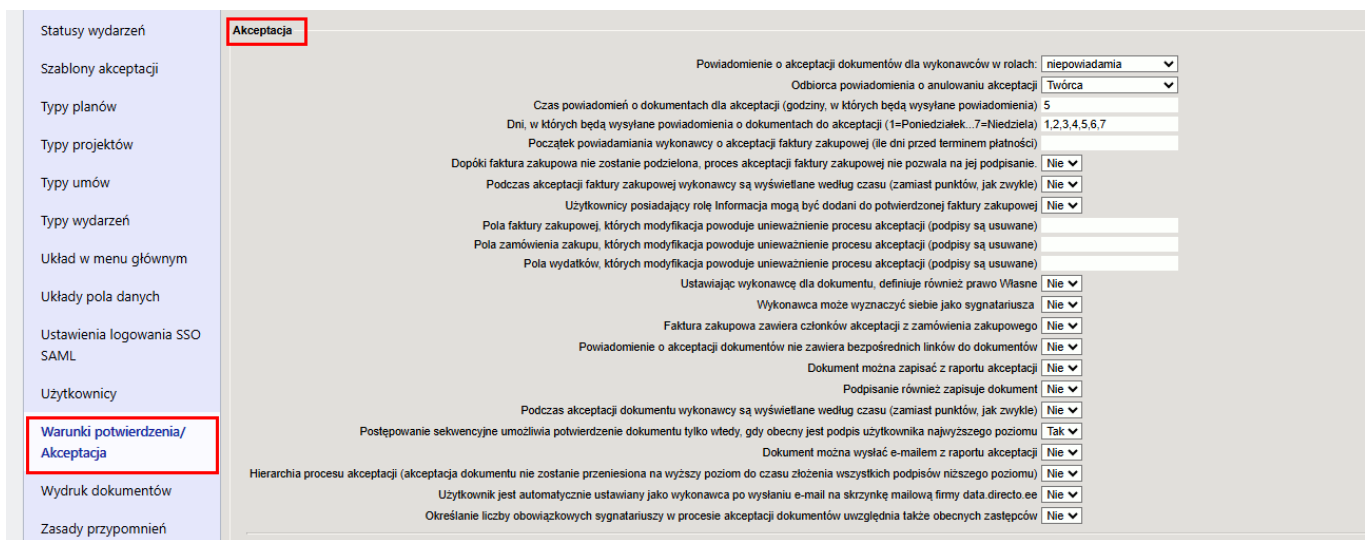 Statusy wydarzeń
Szablony akceptacji
Typy planów
Typy projektów
Typy umów
Typy wydarzeń
Układ w menu głównym
Układy pola danych
Ustawienia logowania SSO
SAML
Użytkownicy
Warunki potwierdzenia/
Akceptacja
Wydruk dokumentów
Zasady przypomnień
Akceptacja
Powiadomienie o akceptacji dokumentów dla wykonawców w rolach: niepowiadamia
Odbiorca powiadomienia o anulowaniu akceptacji Twórca
Czas powiadomień o dokumentach dla akceptacji (godziny, w których będą wysyłane powiadomienia) 5
Dni, w których będą wysyłane powiadomienia o dokumentach do akceptacji (1=Poniedziałek...7=Niedziela) 1,2,3,4,5,6,7
Początek powiadamiania wykonawcy o akceptacji faktury zakupowej (ile dni przed terminem płatności)
Dopóki faktura zakupowa nie zostanie podzielona, proces akceptacji faktury zakupowej nie pozwala na jej podpisanie. Nie
Podczas akceptacji faktury zakupowej wykonawcy są wyświetlane według czasu (zamiast punktów, jak zwykle) Nie
Użytkownicy posiadający rolę Informacja mogą być dodani do potwierdzonej faktury zakupowej Nie
Pola faktury zakupowej, których modyfikacja powoduje unieważnienie procesu akceptacji (podpisy są usuwane)
Pola zamówienia zakupu, których modyfikacja powoduje unieważnienie procesu akceptacji (podpisy są usuwane)
Pola wydatków, których modyfikacja powoduje unieważnienie procesu akceptacji (podpisy są usuwane)
Ustawiając wykonawcę dla dokumentu, definiuje również prawo Własne Nie
Wykonawca może wyznaczyć siebie jako sygnatariusza Nie
Faktura zakupowa zawiera członków akceptacji z zamówienia zakupowego Nie
Powiadomienie o akceptacji dokumentów nie zawiera bezpośrednich linków do dokumentów Nie
Dokument można zapisać z raportu akceptacji Nie
Podpisanie również zapisuje dokument Nie
Podczas akceptacji dokumentu wykonawcy są wyświetlane według czasu (zamiast punktów, jak zwykle) Nie
Postępowanie sekwencyjne umożliwia potwierdzenie dokumentu tylko wtedy, gdy obecny jest podpis użytkownika najwyższego poziomu Tak
Dokument można wysłać e-mailem z raportu akceptacji Nie
Hierarchia procesu akceptacji (akceptacja dokumentu nie zostanie przeniesiona na wyższy poziom do czasu złożenia wszystkich podpisów niższego poziomu) Nie
Użytkownik jest automatycznie ustawiany jako wykonawca po wysłaniu e-mail na skrzynkę mailową firmy data.directo.ee Nie
Określanie liczby obowiązkowych sygnatariuszy w procesie akceptacji dokumentów uwzględnia także obecnych zastępców Nie